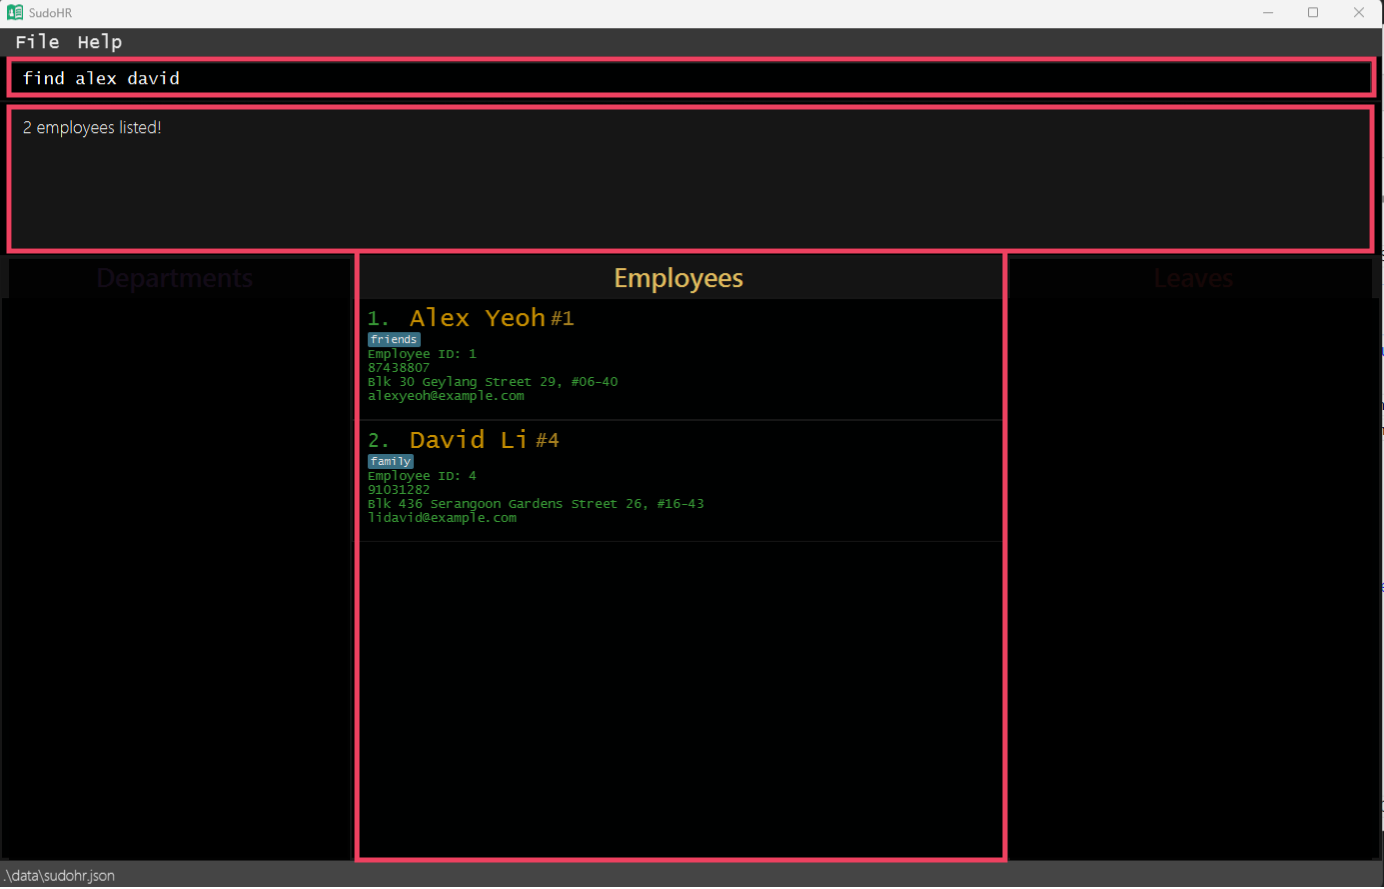 SudoHR
File Help
find alex david
2 employees listed!
Departments
Employees
Leaves
1. Alex Yeoh #1
friends
Employee ID: 1
87438807
Blk 30 Geylang Street 29, #06-40
alexyeoh@example.com
2. David Li #4
family
Employee ID: 4
91031282
Blk 436 Serangoon Gardens Street 26, #16-43
lidavid@example.com
.\data\sudohr.json